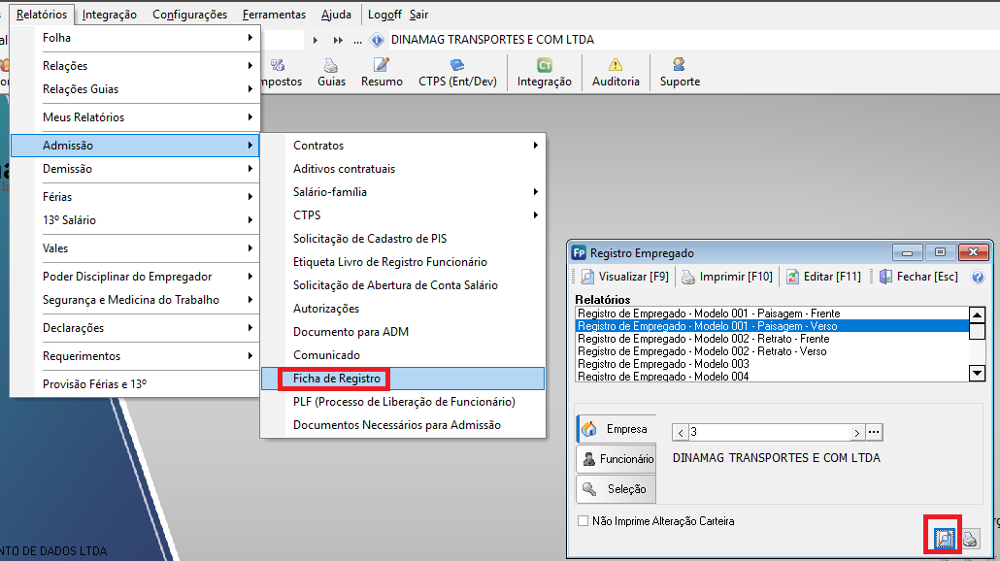 Relatórios Integração Configurações Ferramentas Ajuda Logoff Sair
... DINAMAG TRANSPORTES E COM LTDA
Guias Resumo CTPS (Ent/Dev) Integração Auditoria Suporte
Folha
Relações
Relações Guias
Meus Relatórios
Admissão
Demissão
Férias
13º Salário
Vales
Poder Disciplinar do Empregador
Segurança e Medicina do Trabalho
Declarações
Requerimentos
Provisão Férias e 13º
Contratos
Aditivos contratuais
Salário-família
CTPS
Solicitação de Cadastro de PIS
Etiqueta Livro de Registro Funcionário
Solicitação de Abertura de Conta Salário
Autorizações
Documento para ADM
Comunicado
Ficha de Registro
PLF (Processo de Liberação de Funcionário)
Documentos Necessários para Admissão
Fp Registro Empregado
Visualizar [F9] Imprimir [F10] Editar [F11] Fechar [Esc]
Relatórios
Registro de Empregado - Modelo 001 - Paisagem - Frente
Registro de Empregado - Modelo 001 - Paisagem - Verso
Registro de Empregado - Modelo 002 - Retrato - Frente
Registro de Empregado - Modelo 002 - Retrato - Verso
Registro de Empregado - Modelo 003
Registro de Empregado - Modelo 004
Empresa 3 ...
Funcionário DINAMAG TRANSPORTES E COM LTDA
Seleção
Não Imprime Alteração Carteira
DE DADOS LTDA